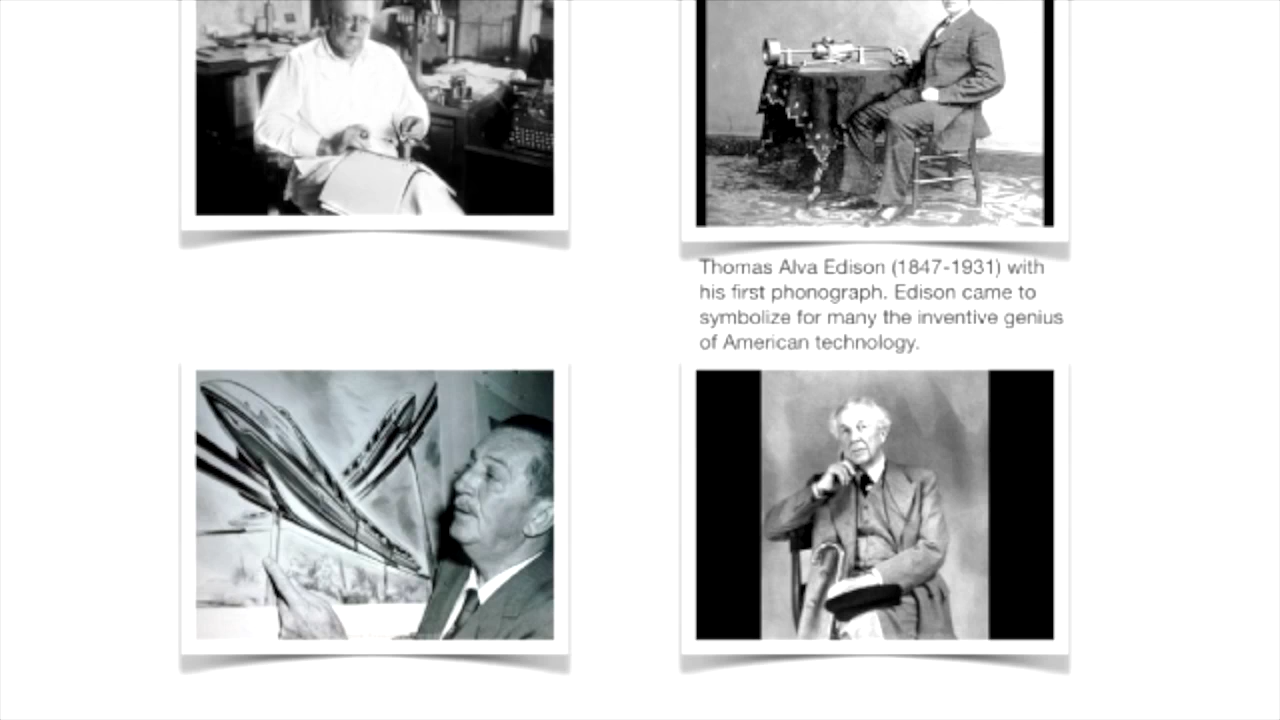 Thomas Alva Edison (1847-1931) with
his first phonograph. Edison came to
symbolize for many the inventive genius
of American technology.